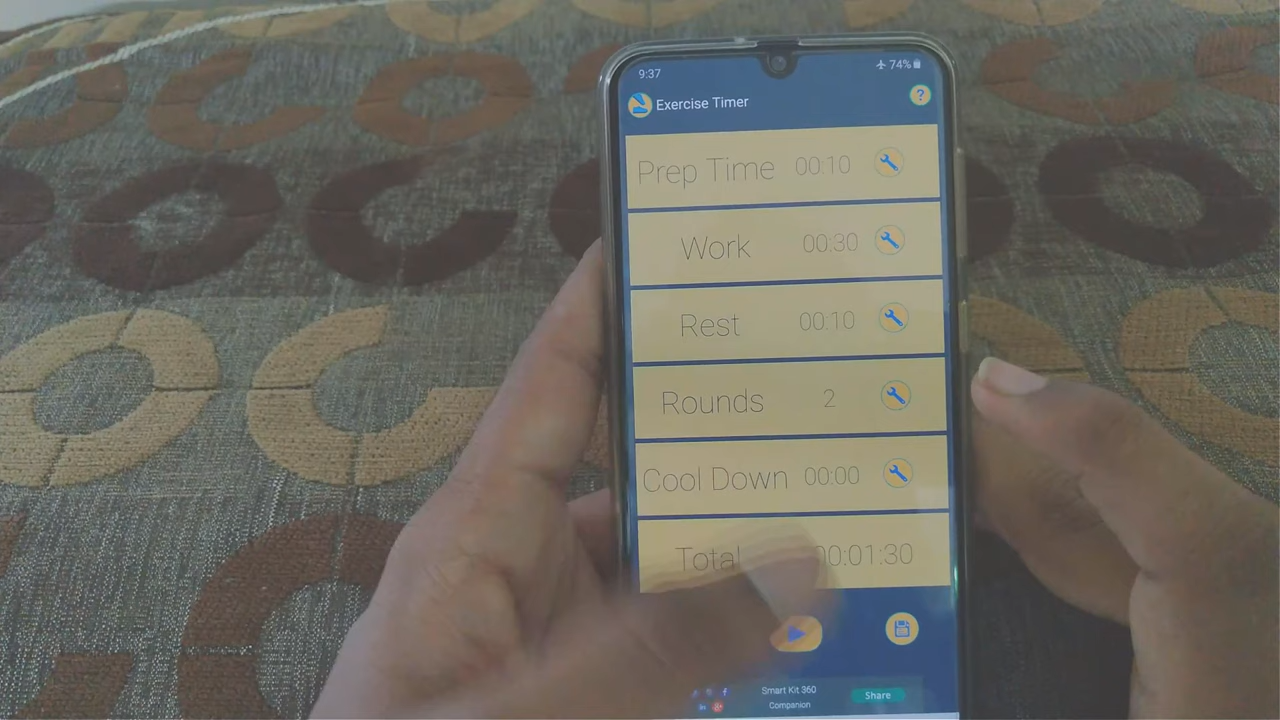 9:37 74%
Exercise Timer ?
Prep Time 00:10
Work 00:30
Rest 00:10
Rounds 2
Cool Down 00:00
Total 00:01:30
Smart Kit 360
Companion
Share